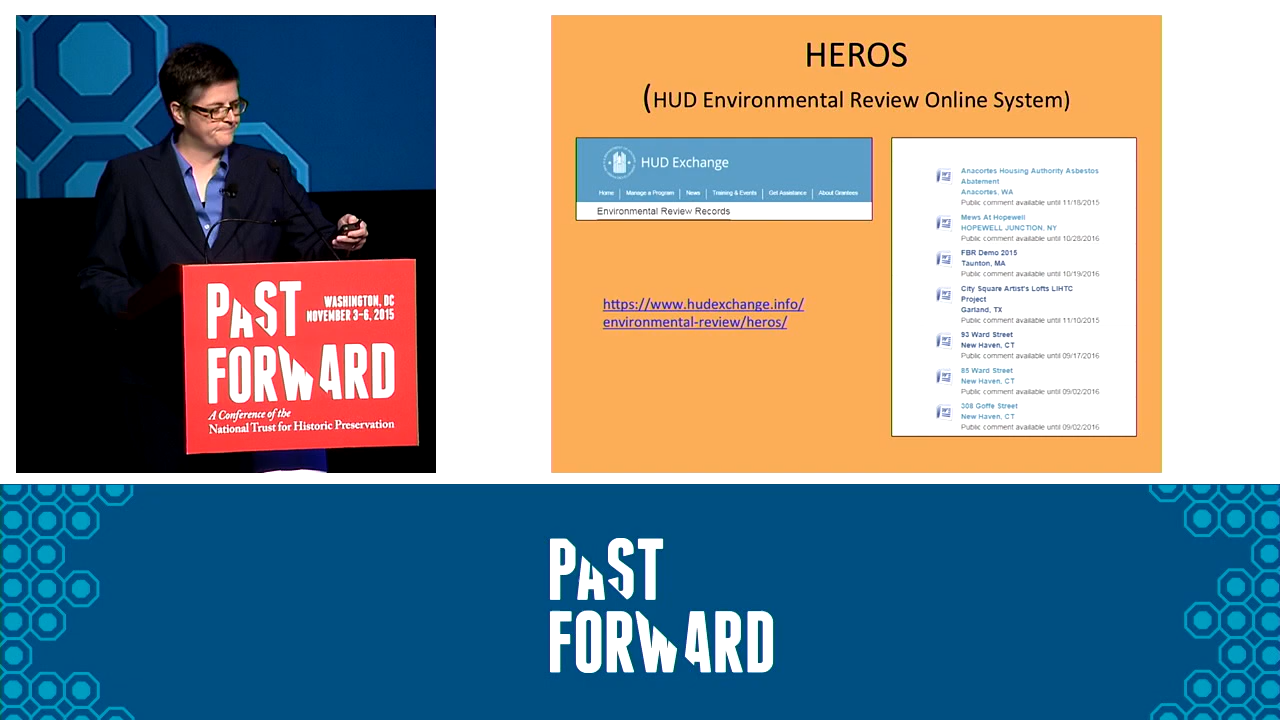 PAST
FORWARD
WASHINGTON, DC
NOVEMBER 3-6, 2015
A Conference of the
National Trust for Historic Preservation
HEROS
(HUD Environmental Review Online System)
HUD Exchange
Home | Manage a Program | News | Training & Events | Get Assistance | About Grantees
Environmental Review Records
https://www.hudexchange.info/
environmental-review/heros/
Anacortes Housing Authority Asbestos
Abatement
Anacortes, WA
Public comment available until 11/18/2015
Mews At Hopewell
HOPEWELL JUNCTION, NY
Public comment available until 10/28/2016
FBR Demo 2015
Taunton, MA
Public comment available until 10/19/2016
City Square Artist's Lofts LIHTC
Project
Garland, TX
Public comment available until 11/10/2015
93 Ward Street
New Haven, CT
Public comment available until 09/17/2016
85 Ward Street
New Haven, CT
Public comment available until 09/02/2016
308 Goffe Street
New Haven, CT
Public comment available until 09/02/2016
PAST
FORWARD